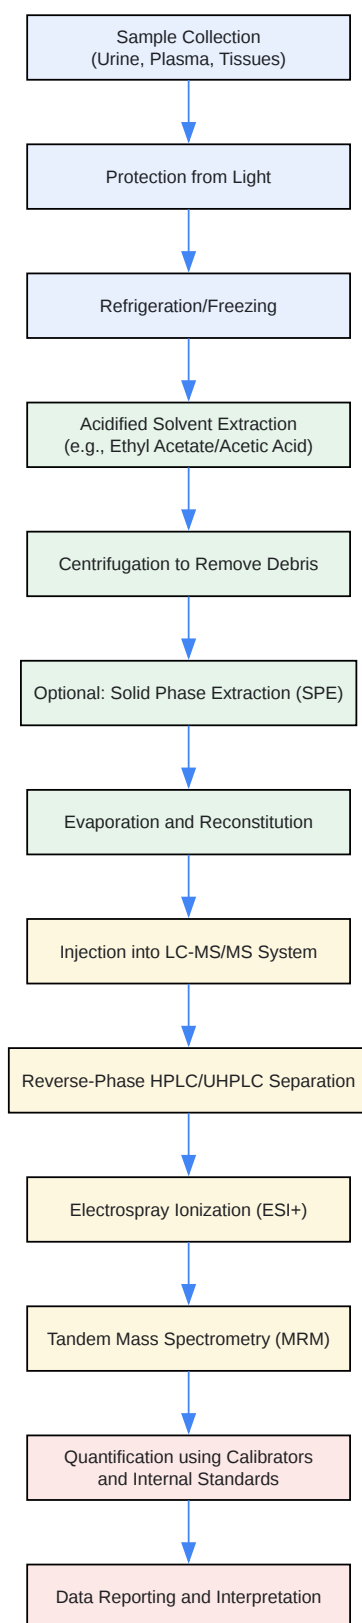 Sample Collection
(Urine, Plasma, Tissues)
Protection from Light
Refrigeration/Freezing
Acidified Solvent Extraction
(e.g., Ethyl Acetate/Acetic Acid)
Centrifugation to Remove Debris
Optional: Solid Phase Extraction (SPE)
Evaporation and Reconstitution
Injection into LC-MS/MS System
Reverse-Phase HPLC/UHPLC Separation
Electrospray Ionization (ESI+)
Tandem Mass Spectrometry (MRM)
Quantification using Calibrators
and Internal Standards
Data Reporting and Interpretation